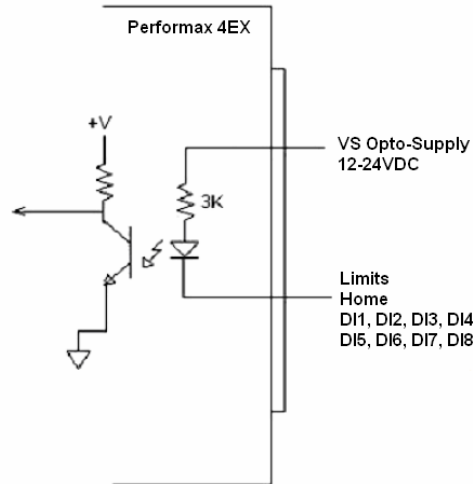 Performax 4EX
+V
3K
VS Opto-Supply
12-24VDC
Limits
Home
DI1, DI2, DI3, DI4
DI5, DI6, DI7, DI8